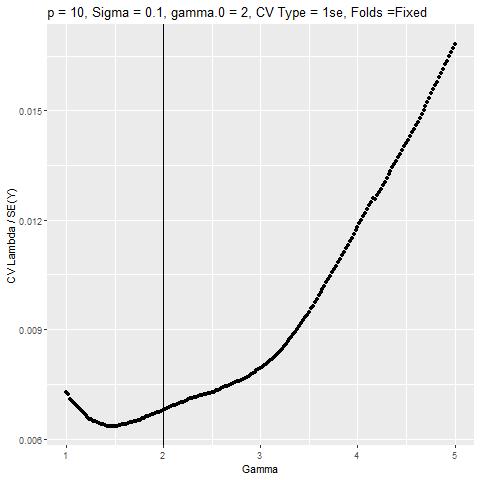 p = 10, Sigma = 0.1, gamma.0 = 2, CV Type = 1se, Folds =Fixed
0.015
0.012
0.009
0.006
CV Lambda / SE(Y)
1 2 3 4 5
Gamma